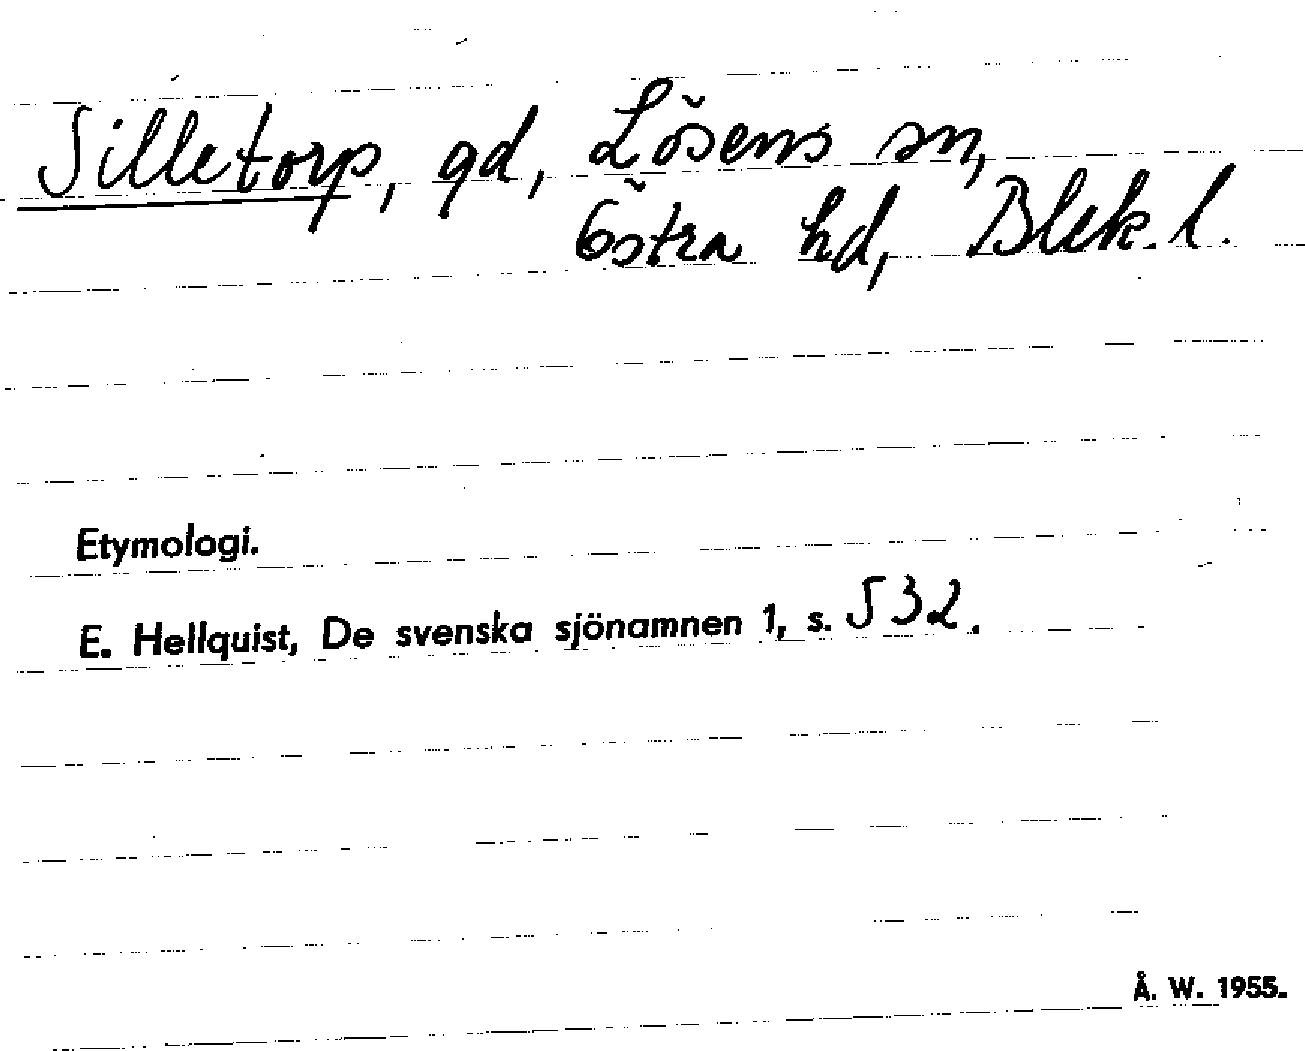 Silletorp, gd, Lösens sn,
Östra hd, Blek. l.
Etymologi.
E. Hellquist, De svenska sjönamnen 1, s. 532.
Å. W. 1955.